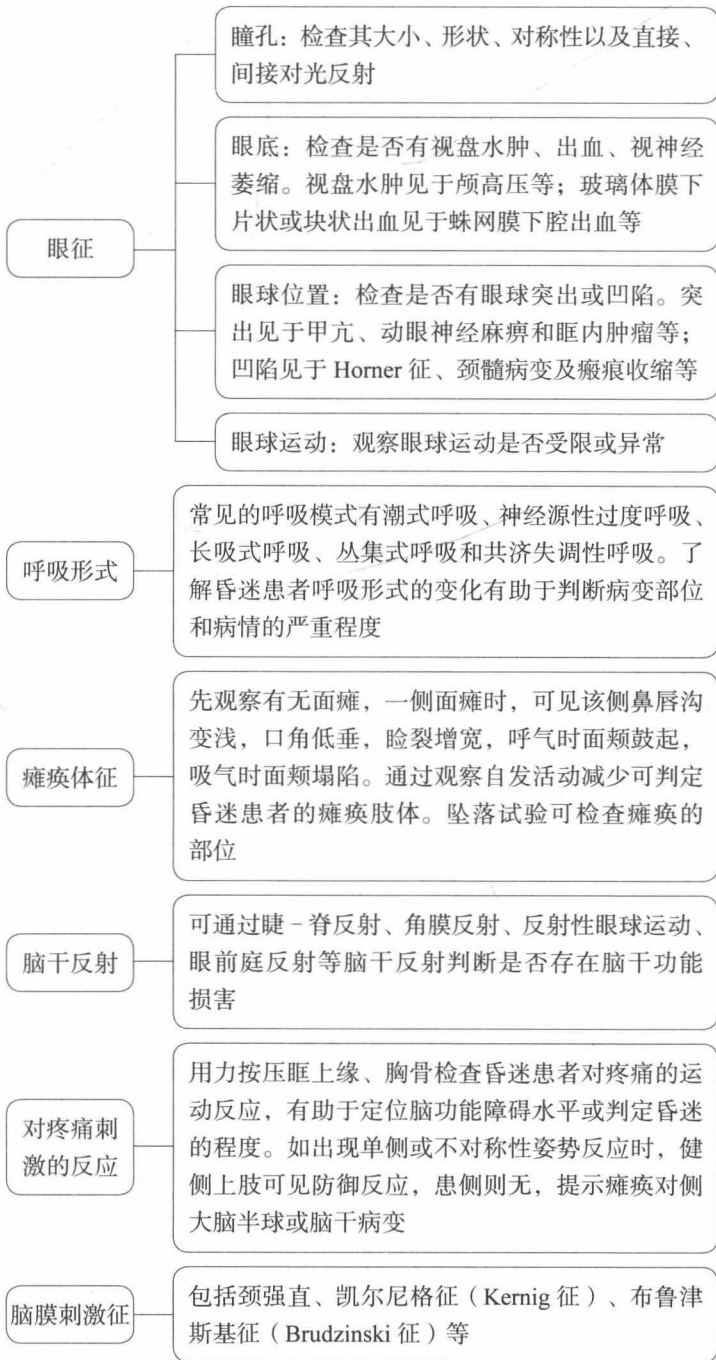 眼征
瞳孔：检查其大小、形状、对称性以及直接、
间接对光反射
眼底：检查是否有视盘水肿、出血、视神经
萎缩。视盘水肿见于颅高压等；玻璃体膜下
片状或块状出血见于蛛网膜下腔出血等
眼球位置：检查是否有眼球突出或凹陷。突
出见于甲亢、动眼神经麻痹和眶内肿瘤等；
凹陷见于 Horner 征、颈髓病变及瘢痕收缩等
眼球运动：观察眼球运动是否受限或异常
呼吸形式
常见的呼吸模式有潮式呼吸、神经源性过度呼吸、
长吸式呼吸、丛集式呼吸和共济失调性呼吸。了
解昏迷患者呼吸形式的变化有助于判断病变部位
和病情的严重程度
瘫痪体征
先观察有无面瘫，一侧面瘫时，可见该侧鼻唇沟
变浅，口角低垂，睑裂增宽，呼气时面颊鼓起，
吸气时面颊塌陷。通过观察自发活动减少可判定
昏迷患者的瘫痪肢体。坠落试验可检查瘫痪的
部位
脑干反射
可通过睫－脊反射、角膜反射、反射性眼球运动、
眼前庭反射等脑干反射判断是否存在脑干功能
损害
对疼痛刺
激的反应
用力按压眶上缘、胸骨检查昏迷患者对疼痛的运
动反应，有助于定位脑功能障碍水平或判定昏迷
的程度。如出现单侧或不对称性姿势反应时，健
侧上肢可见防御反应，患侧则无，提示瘫痪对侧
大脑半球或脑干病变
脑膜刺激征
包括颈强直、凯尔尼格征（Kernig 征）、布鲁津
斯基征（Brudzinski 征）等